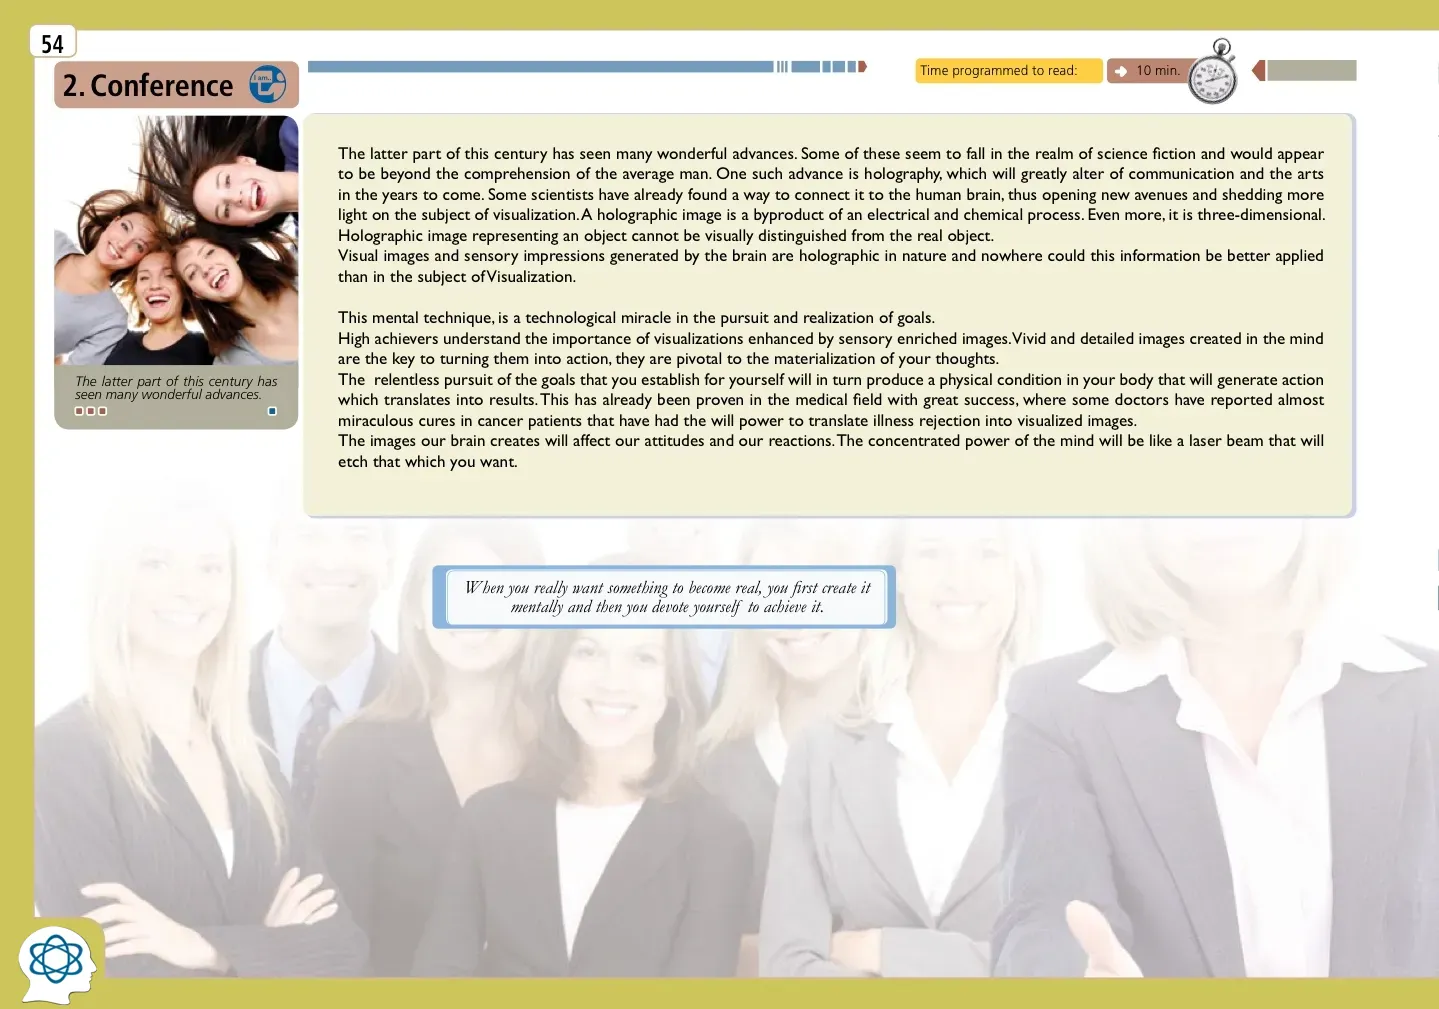 54
2. Conference
I am...
Time programmed to read:
10 min.
The latter part of this century has seen many wonderful advances. Some of these seem to fall in the realm of science fiction and would appear
to be beyond the comprehension of the average man. One such advance is holography, which will greatly alter of communication and the arts
in the years to come. Some scientists have already found a way to connect it to the human brain, thus opening new avenues and shedding more
light on the subject of visualization. A holographic image is a byproduct of an electrical and chemical process. Even more, it is three-dimensional.
Holographic image representing an object cannot be visually distinguished from the real object.
Visual images and sensory impressions generated by the brain are holographic in nature and nowhere could this information be better applied
than in the subject of Visualization.
This mental technique, is a technological miracle in the pursuit and realization of goals.
High achievers understand the importance of visualizations enhanced by sensory enriched images. Vivid and detailed images created in the mind
are the key to turning them into action, they are pivotal to the materialization of your thoughts.
The relentless pursuit of the goals that you establish for yourself will in turn produce a physical condition in your body that will generate action
which translates into results. This has already been proven in the medical field with great success, where some doctors have reported almost
miraculous cures in cancer patients that have had the will power to translate illness rejection into visualized images.
The images our brain creates will affect our attitudes and our reactions. The concentrated power of the mind will be like a laser beam that will
etch that which you want.
The latter part of this century has
seen many wonderful advances.
When you really want something to become real, you first create it
mentally and then you devote yourself to achieve it.